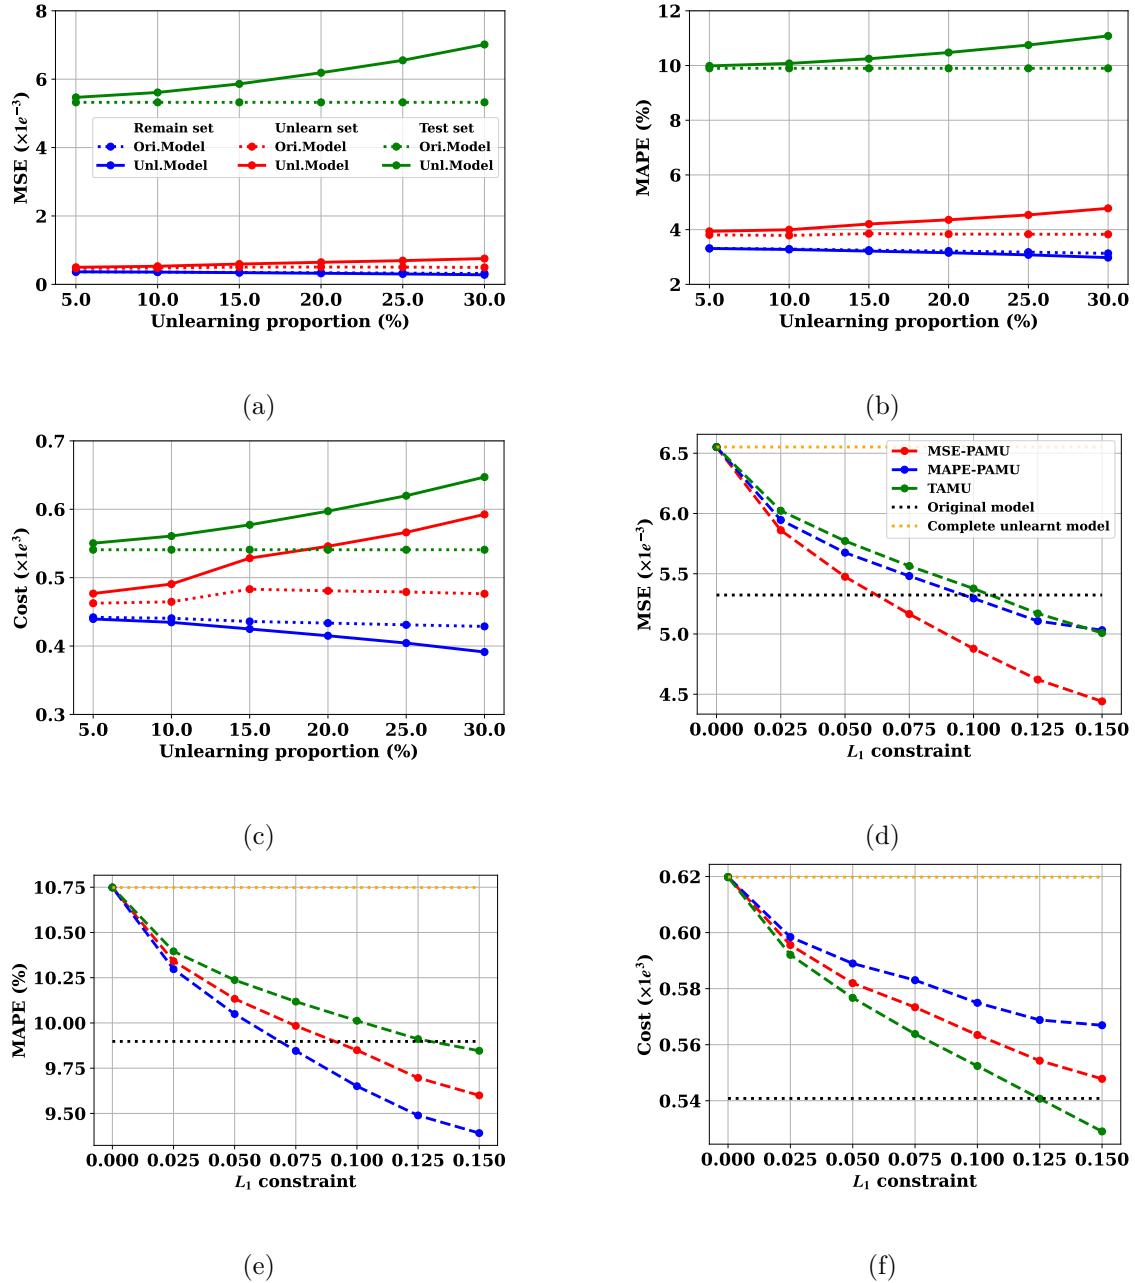 8
6
4
2
0
MSE (×1e⁻³)
Remain set Unlearn set Test set
Ori.Model Ori.Model Ori.Model
Unl.Model Unl.Model Unl.Model
5.0 10.0 15.0 20.0 25.0 30.0
Unlearning proportion (%)
(a)
12
10
8
6
4
2
MAPE (%)
5.0 10.0 15.0 20.0 25.0 30.0
Unlearning proportion (%)
(b)
0.7
0.6
0.5
0.4
0.3
Cost (×1e³)
5.0 10.0 15.0 20.0 25.0 30.0
Unlearning proportion (%)
(c)
6.5
6.0
5.5
5.0
4.5
MSE (×1e⁻³)
MSE-PAMU
MAPE-PAMU
TAMU
Original model
Complete unlearnt model
0.000 0.025 0.050 0.075 0.100 0.125 0.150
L₁ constraint
(d)
10.75
10.50
10.25
10.00
9.75
9.50
MAPE (%)
0.000 0.025 0.050 0.075 0.100 0.125 0.150
L₁ constraint
(e)
0.62
0.60
0.58
0.56
0.54
Cost (×1e³)
0.000 0.025 0.050 0.075 0.100 0.125 0.150
L₁ constraint
(f)